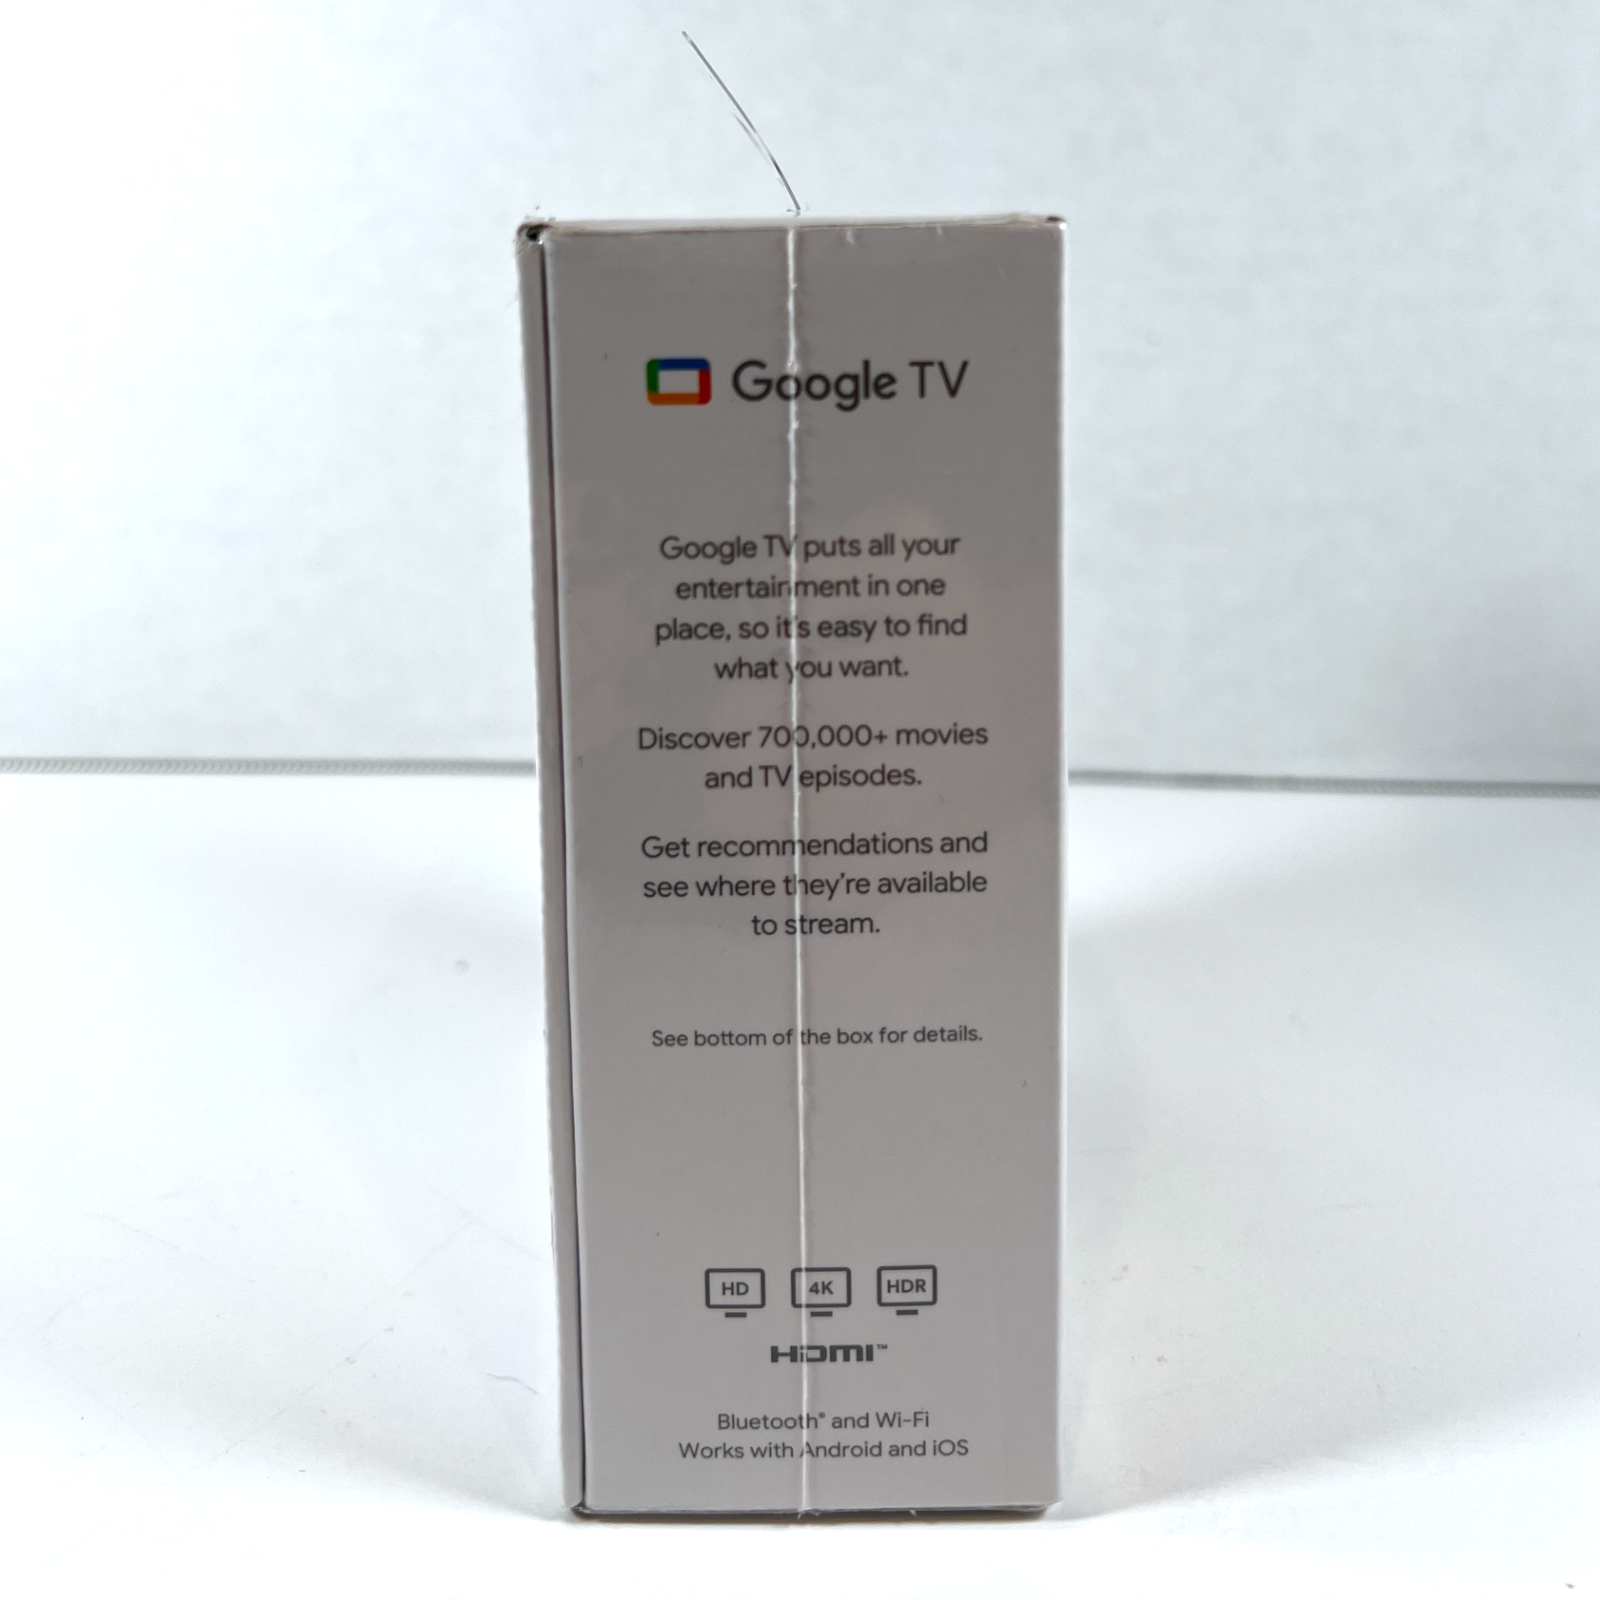 Google TV
Google TV puts all your
entertainment in one
place, so it's easy to find
what you want.
Discover 700,000+ movies
and TV episodes.
Get recommendations and
see where they're available
to stream.
See bottom of the box for details.
HD 4K HDR
HDMI™
Bluetooth® and Wi-Fi
Works with Android and iOS